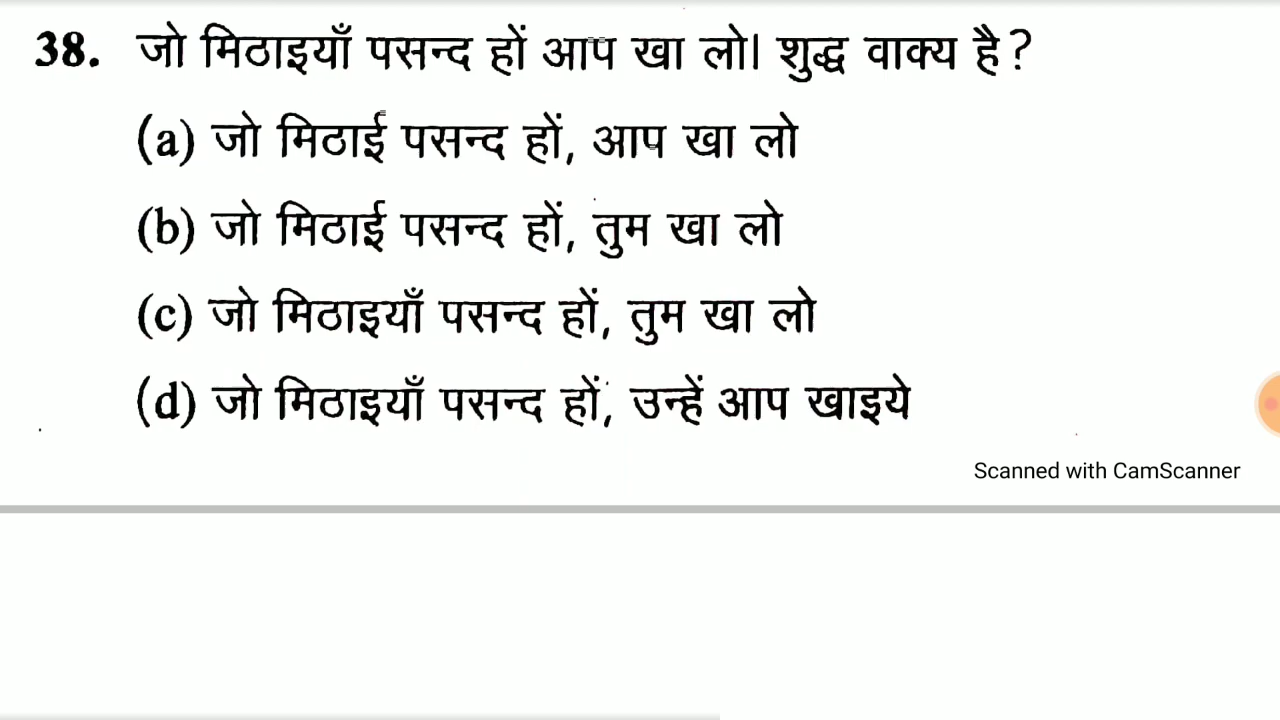 38. जो मिठाइयाँ पसन्द हों आप खा लो। शुद्ध वाक्य है?
(a) जो मिठाई पसन्द हों, आप खा लो
(b) जो मिठाई पसन्द हों, तुम खा लो
(c) जो मिठाइयाँ पसन्द हों, तुम खा लो
(d) जो मिठाइयाँ पसन्द हों, उन्हें आप खाइये
Scanned with CamScanner